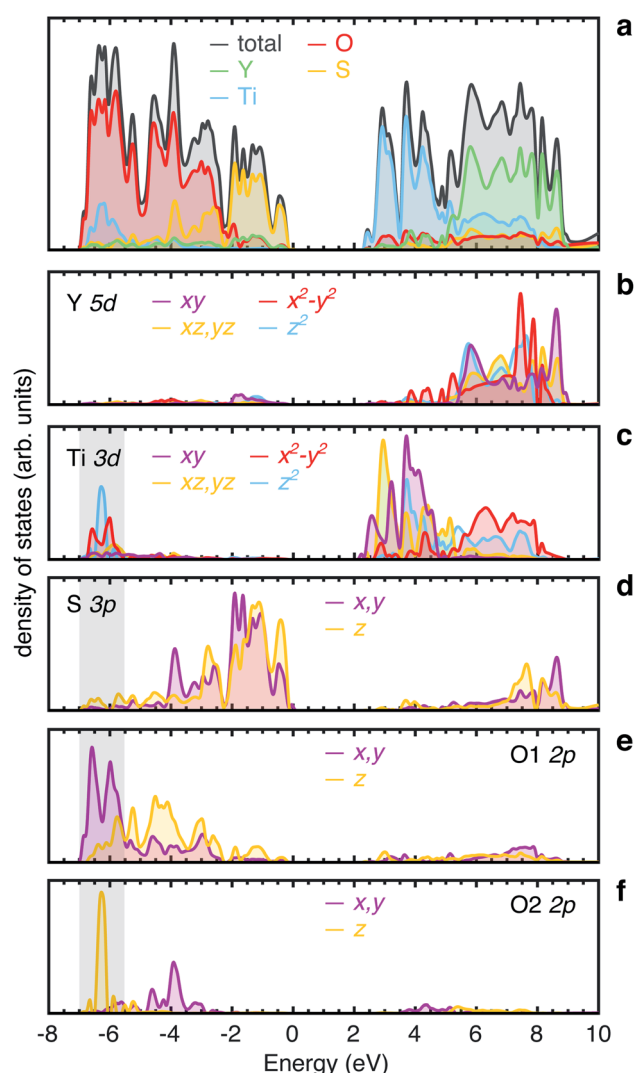 a
— total — O
— Y — S
— Ti
b
Y 5d — xy — x²-y²
— xz,yz — z²
c
Ti 3d — xy — x²-y²
— xz,yz — z²
d
S 3p — x,y
— z
e
— x,y O1 2p
— z
f
— x,y O2 2p
— z
density of states (arb. units)
-8 -6 -4 -2 0 2 4 6 8 10
Energy (eV)